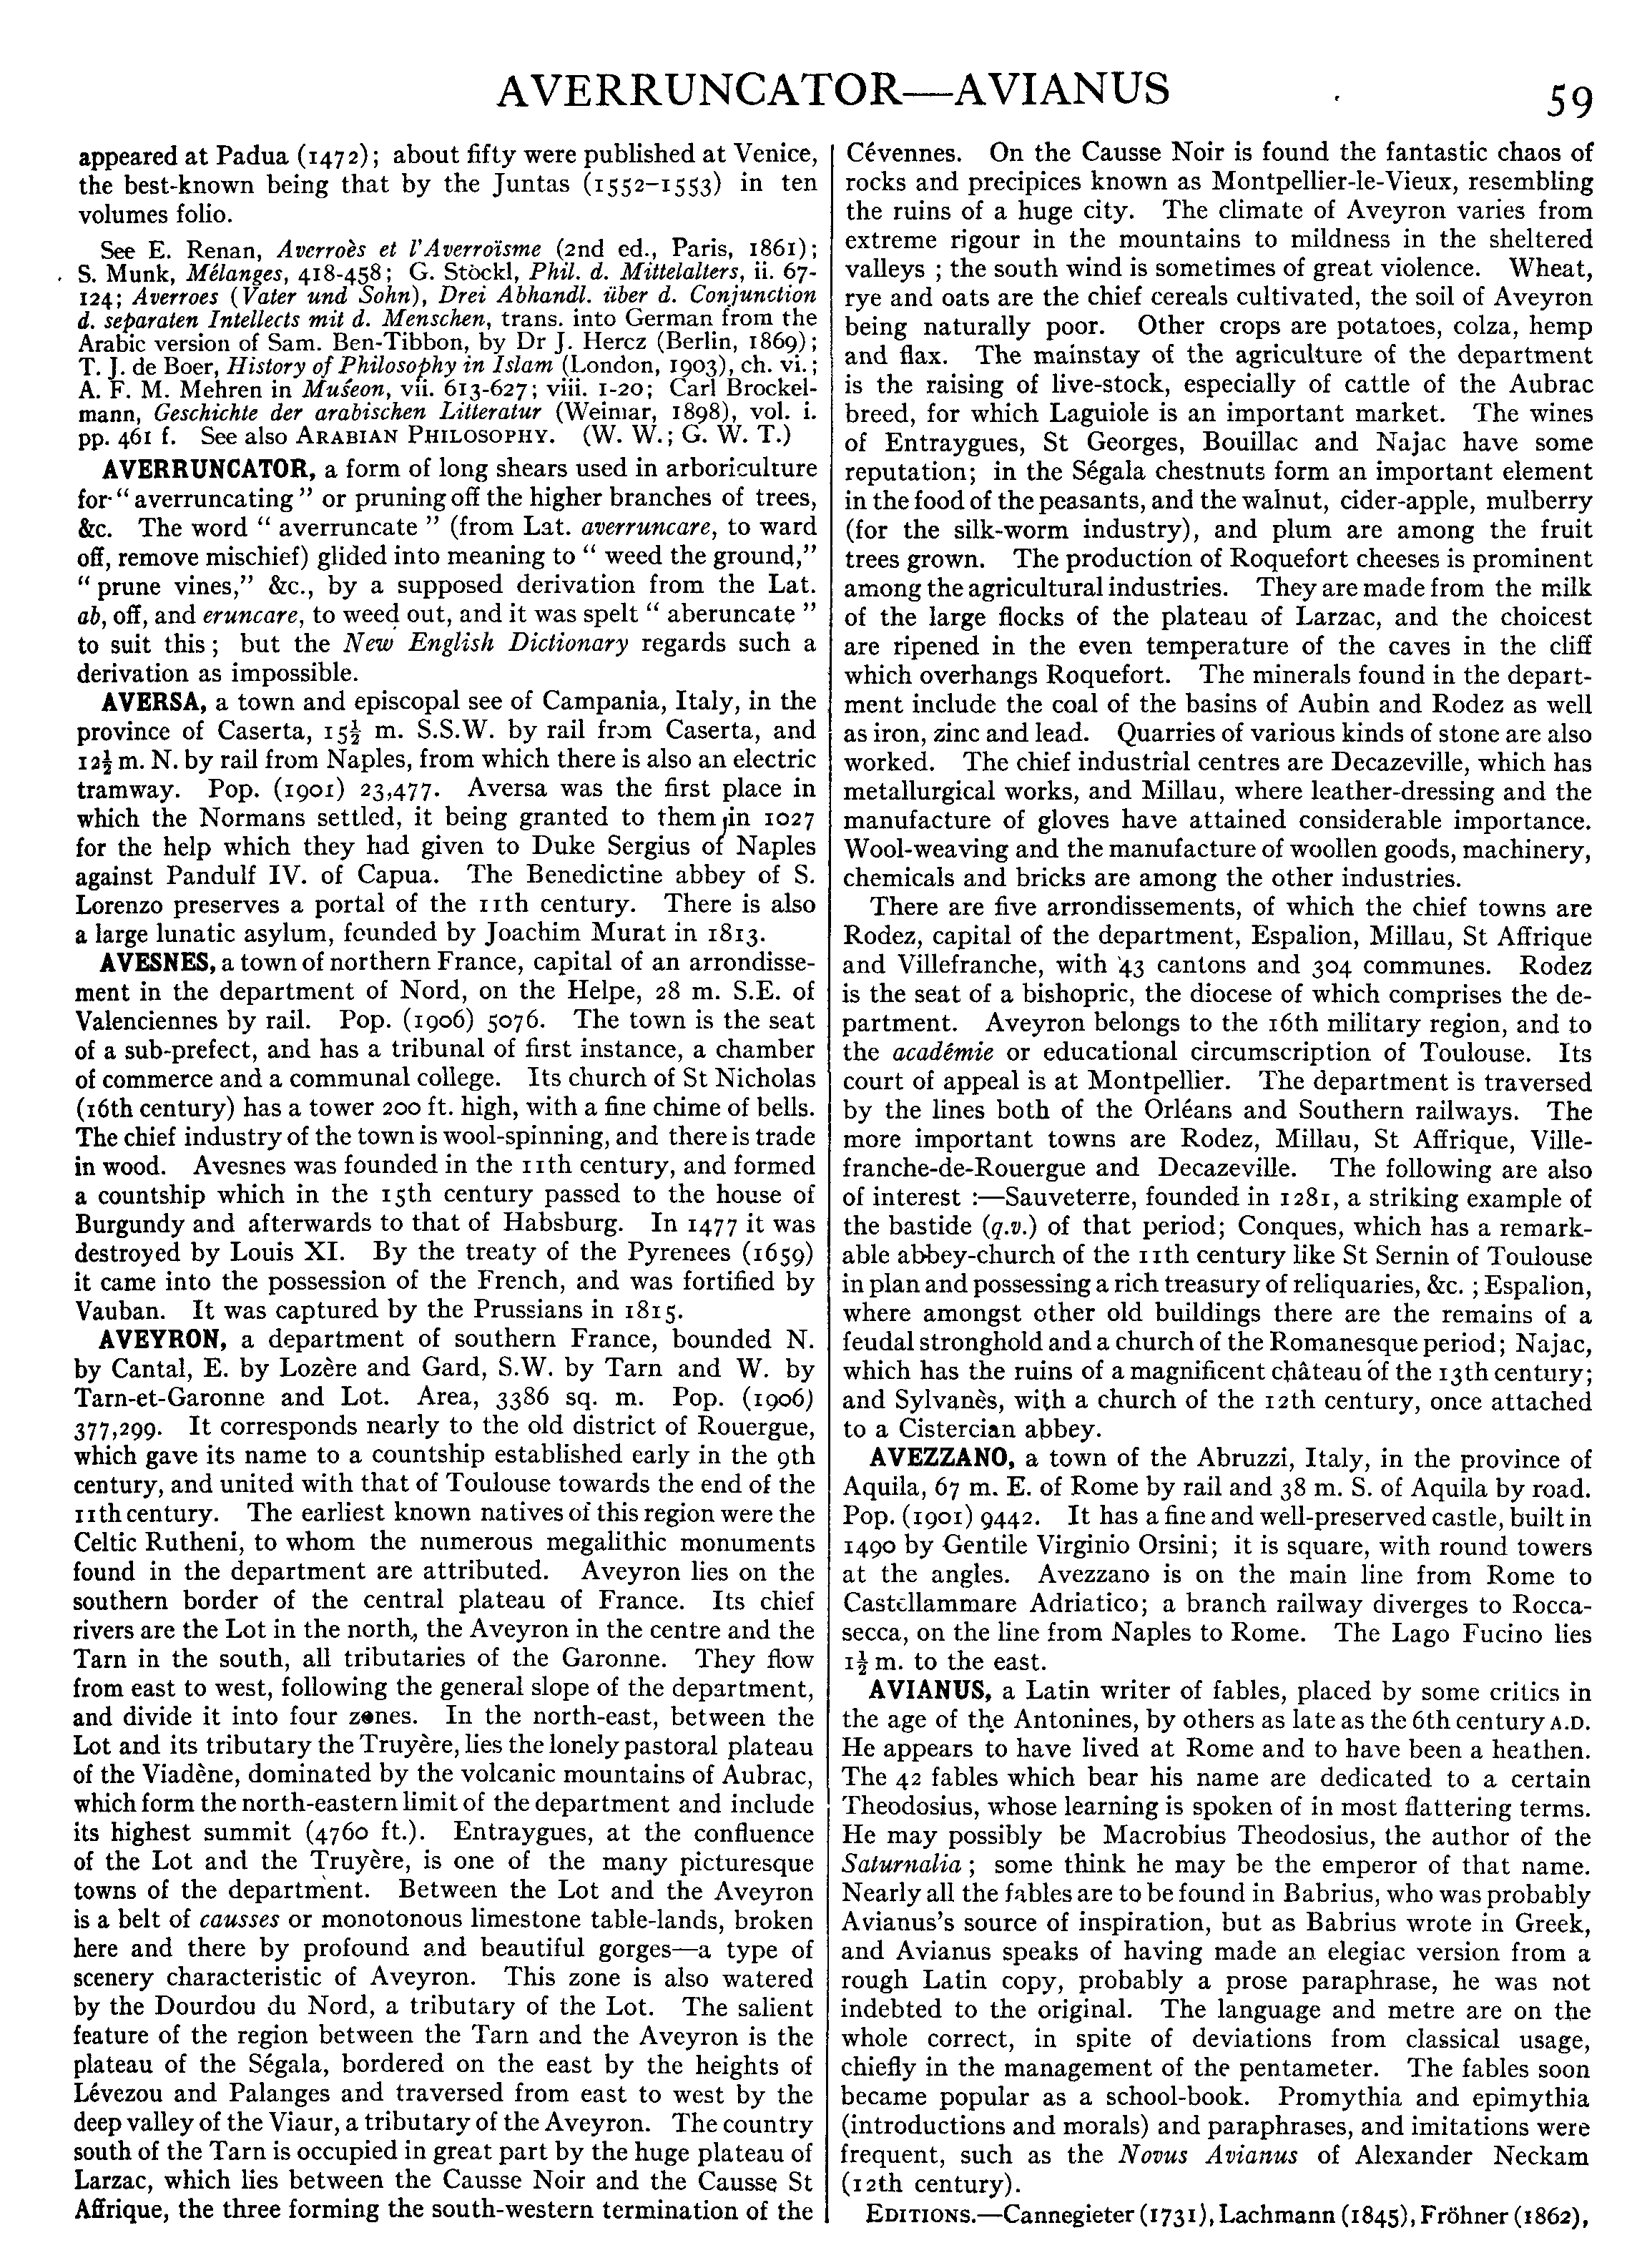 AVERRUNCATOR—AVIANUS
59
appeared at Padua (1472); about fifty were published at Venice,
the best-known being that by the Juntas (1552–1553) in ten
volumes folio.
See E. Renan, Averroès et l'Averroïsme (2nd ed., Paris, 1861);
S. Munk, Mélanges, 418-458; G. Stöckl, Phil. d. Mittelalters, ii. 67-
124; Averroes (Vater und Sohn), Drei Abhandl. über d. Conjunction
d. separaten Intellects mit d. Menschen, trans. into German from the
Arabic version of Sam. Ben-Tibbon, by Dr J. Hercz (Berlin, 1869);
T. J. de Boer, History of Philosophy in Islam (London, 1903), ch. vi.;
A. F. M. Mehren in Muséon, vii. 613-627; viii. 1-20; Carl Brockel-
mann, Geschichte der arabischen Litteratur (Weimar, 1898), vol. i.
pp. 461 f. See also ARABIAN PHILOSOPHY. (W. W.; G. W. T.)
AVERRUNCATOR, a form of long shears used in arboriculture
for "averruncating" or pruning off the higher branches of trees,
&c. The word "averruncate" (from Lat. averruncare, to ward
off, remove mischief) glided into meaning to "weed the ground,"
"prune vines," &c., by a supposed derivation from the Lat.
ab, off, and eruncare, to weed out, and it was spelt "aberuncate"
to suit this; but the New English Dictionary regards such a
derivation as impossible.
AVERSA, a town and episcopal see of Campania, Italy, in the
province of Caserta, 15½ m. S.S.W. by rail from Caserta, and
12½ m. N. by rail from Naples, from which there is also an electric
tramway. Pop. (1901) 23,477. Aversa was the first place in
which the Normans settled, it being granted to them in 1027
for the help which they had given to Duke Sergius of Naples
against Pandulf IV. of Capua. The Benedictine abbey of S.
Lorenzo preserves a portal of the 11th century. There is also
a large lunatic asylum, founded by Joachim Murat in 1813.
AVESNES, a town of northern France, capital of an arrondisse-
ment in the department of Nord, on the Helpe, 28 m. S.E. of
Valenciennes by rail. Pop. (1906) 5076. The town is the seat
of a sub-prefect, and has a tribunal of first instance, a chamber
of commerce and a communal college. Its church of St Nicholas
(16th century) has a tower 200 ft. high, with a fine chime of bells.
The chief industry of the town is wool-spinning, and there is trade
in wood. Avesnes was founded in the 11th century, and formed
a countship which in the 15th century passed to the house of
Burgundy and afterwards to that of Habsburg. In 1477 it was
destroyed by Louis XI. By the treaty of the Pyrenees (1659)
it came into the possession of the French, and was fortified by
Vauban. It was captured by the Prussians in 1815.
AVEYRON, a department of southern France, bounded N.
by Cantal, E. by Lozère and Gard, S.W. by Tarn and W. by
Tarn-et-Garonne and Lot. Area, 3386 sq. m. Pop. (1906)
377,299. It corresponds nearly to the old district of Rouergue,
which gave its name to a countship established early in the 9th
century, and united with that of Toulouse towards the end of the
11th century. The earliest known natives of this region were the
Celtic Rutheni, to whom the numerous megalithic monuments
found in the department are attributed. Aveyron lies on the
southern border of the central plateau of France. Its chief
rivers are the Lot in the north, the Aveyron in the centre and the
Tarn in the south, all tributaries of the Garonne. They flow
from east to west, following the general slope of the department,
and divide it into four zones. In the north-east, between the
Lot and its tributary the Truyère, lies the lonely pastoral plateau
of the Viadène, dominated by the volcanic mountains of Aubrac,
which form the north-eastern limit of the department and include
its highest summit (4760 ft.). Entraygues, at the confluence
of the Lot and the Truyère, is one of the many picturesque
towns of the department. Between the Lot and the Aveyron
is a belt of causses or monotonous limestone table-lands, broken
here and there by profound and beautiful gorges—a type of
scenery characteristic of Aveyron. This zone is also watered
by the Dourdou du Nord, a tributary of the Lot. The salient
feature of the region between the Tarn and the Aveyron is the
plateau of the Ségala, bordered on the east by the heights of
Lévezou and Palanges and traversed from east to west by the
deep valley of the Viaur, a tributary of the Aveyron. The country
south of the Tarn is occupied in great part by the huge plateau of
Larzac, which lies between the Causse Noir and the Causse St
Affrique, the three forming the south-western termination of the
Cévennes. On the Causse Noir is found the fantastic chaos of
rocks and precipices known as Montpellier-le-Vieux, resembling
the ruins of a huge city. The climate of Aveyron varies from
extreme rigour in the mountains to mildness in the sheltered
valleys; the south wind is sometimes of great violence. Wheat,
rye and oats are the chief cereals cultivated, the soil of Aveyron
being naturally poor. Other crops are potatoes, colza, hemp
and flax. The mainstay of the agriculture of the department
is the raising of live-stock, especially of cattle of the Aubrac
breed, for which Laguiole is an important market. The wines
of Entraygues, St Georges, Bouillac and Najac have some
reputation; in the Ségala chestnuts form an important element
in the food of the peasants, and the walnut, cider-apple, mulberry
(for the silk-worm industry), and plum are among the fruit
trees grown. The production of Roquefort cheeses is prominent
among the agricultural industries. They are made from the milk
of the large flocks of the plateau of Larzac, and the choicest
are ripened in the even temperature of the caves in the cliff
which overhangs Roquefort. The minerals found in the depart-
ment include the coal of the basins of Aubin and Rodez as well
as iron, zinc and lead. Quarries of various kinds of stone are also
worked. The chief industrial centres are Decazeville, which has
metallurgical works, and Millau, where leather-dressing and the
manufacture of gloves have attained considerable importance.
Wool-weaving and the manufacture of woollen goods, machinery,
chemicals and bricks are among the other industries.
There are five arrondissements, of which the chief towns are
Rodez, capital of the department, Espalion, Millau, St Affrique
and Villefranche, with 43 cantons and 304 communes. Rodez
is the seat of a bishopric, the diocese of which comprises the de-
partment. Aveyron belongs to the 16th military region, and to
the académie or educational circumscription of Toulouse. Its
court of appeal is at Montpellier. The department is traversed
by the lines both of the Orléans and Southern railways. The
more important towns are Rodez, Millau, St Affrique, Ville-
franche-de-Rouergue and Decazeville. The following are also
of interest:—Sauveterre, founded in 1281, a striking example of
the bastide (q.v.) of that period; Conques, which has a remark-
able abbey-church of the 11th century like St Sernin of Toulouse
in plan and possessing a rich treasury of reliquaries, &c.; Espalion,
where amongst other old buildings there are the remains of a
feudal stronghold and a church of the Romanesque period; Najac,
which has the ruins of a magnificent château of the 13th century;
and Sylvanès, with a church of the 12th century, once attached
to a Cistercian abbey.
AVEZZANO, a town of the Abruzzi, Italy, in the province of
Aquila, 67 m. E. of Rome by rail and 38 m. S. of Aquila by road.
Pop. (1901) 9442. It has a fine and well-preserved castle, built in
1490 by Gentile Virginio Orsini; it is square, with round towers
at the angles. Avezzano is on the main line from Rome to
Castellammare Adriatico; a branch railway diverges to Rocca-
secca, on the line from Naples to Rome. The Lago Fucino lies
1½ m. to the east.
AVIANUS, a Latin writer of fables, placed by some critics in
the age of the Antonines, by others as late as the 6th century A.D.
He appears to have lived at Rome and to have been a heathen.
The 42 fables which bear his name are dedicated to a certain
Theodosius, whose learning is spoken of in most flattering terms.
He may possibly be Macrobius Theodosius, the author of the
Saturnalia; some think he may be the emperor of that name.
Nearly all the fables are to be found in Babrius, who was probably
Avianus's source of inspiration, but as Babrius wrote in Greek,
and Avianus speaks of having made an elegiac version from a
rough Latin copy, probably a prose paraphrase, he was not
indebted to the original. The language and metre are on the
whole correct, in spite of deviations from classical usage,
chiefly in the management of the pentameter. The fables soon
became popular as a school-book. Promythia and epimythia
(introductions and morals) and paraphrases, and imitations were
frequent, such as the Novus Avianus of Alexander Neckam
(12th century).
EDITIONS.—Cannegieter (1731), Lachmann (1845), Fröhner (1862),